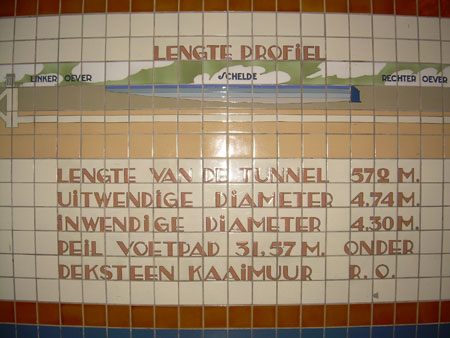 LENGTE PROFIEL
LINKER OEVER SCHELDE RECHTER OEVER
LENGTE VAN DE TUNNEL 572 M.
UITWENDIGE DIAMETER 4,74 M.
INWENDIGE DIAMETER 4,30 M.
PEIL VOETPAD 31,57 M. ONDER
DEKSTEEN KAAIMUUR R. O.